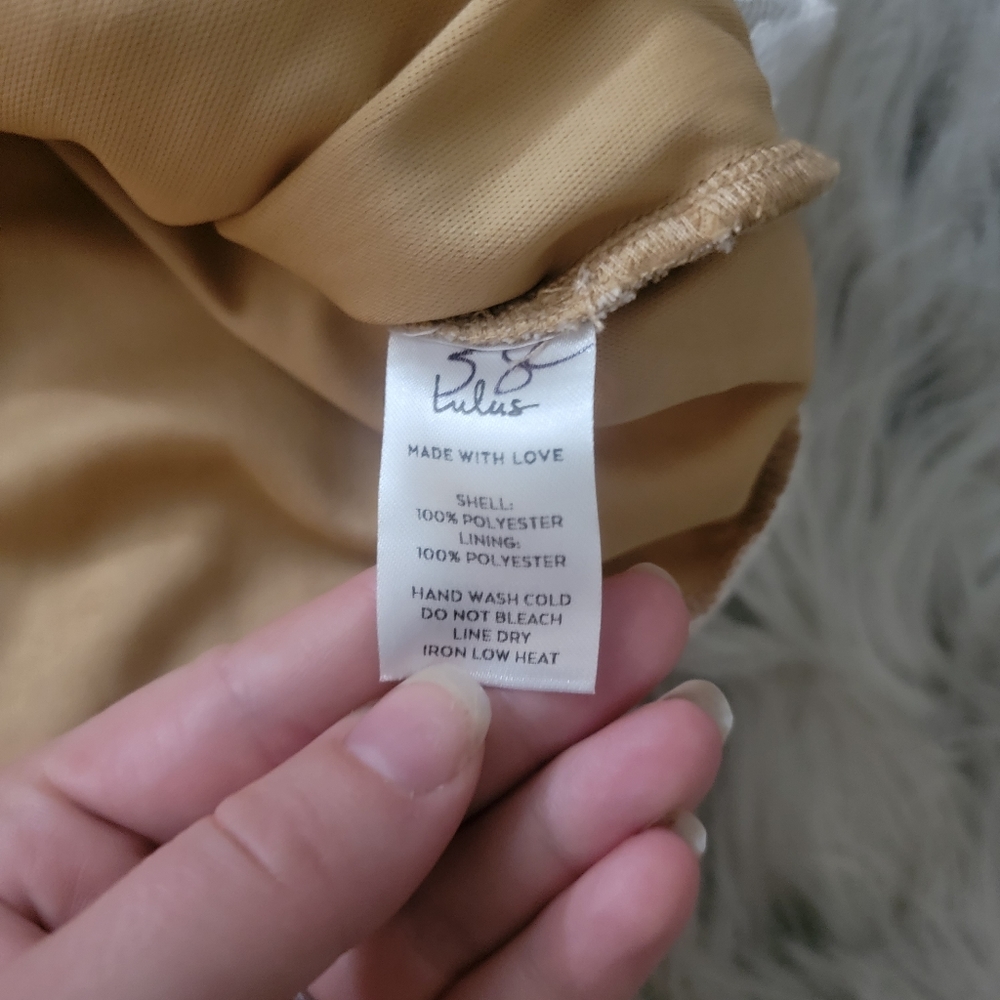 Lulus
MADE WITH LOVE
SHELL:
100% POLYESTER
LINING:
100% POLYESTER
HAND WASH COLD
DO NOT BLEACH
LINE DRY
IRON LOW HEAT